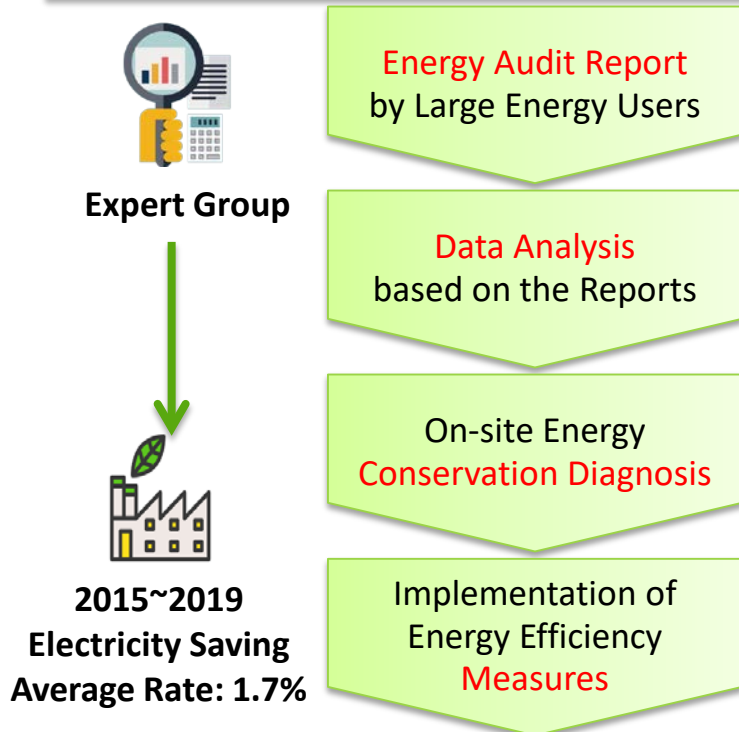 Expert Group
2015~2019
Electricity Saving
Average Rate: 1.7%
Energy Audit Report
by Large Energy Users
Data Analysis
based on the Reports
On-site Energy
Conservation Diagnosis
Implementation of
Energy Efficiency
Measures